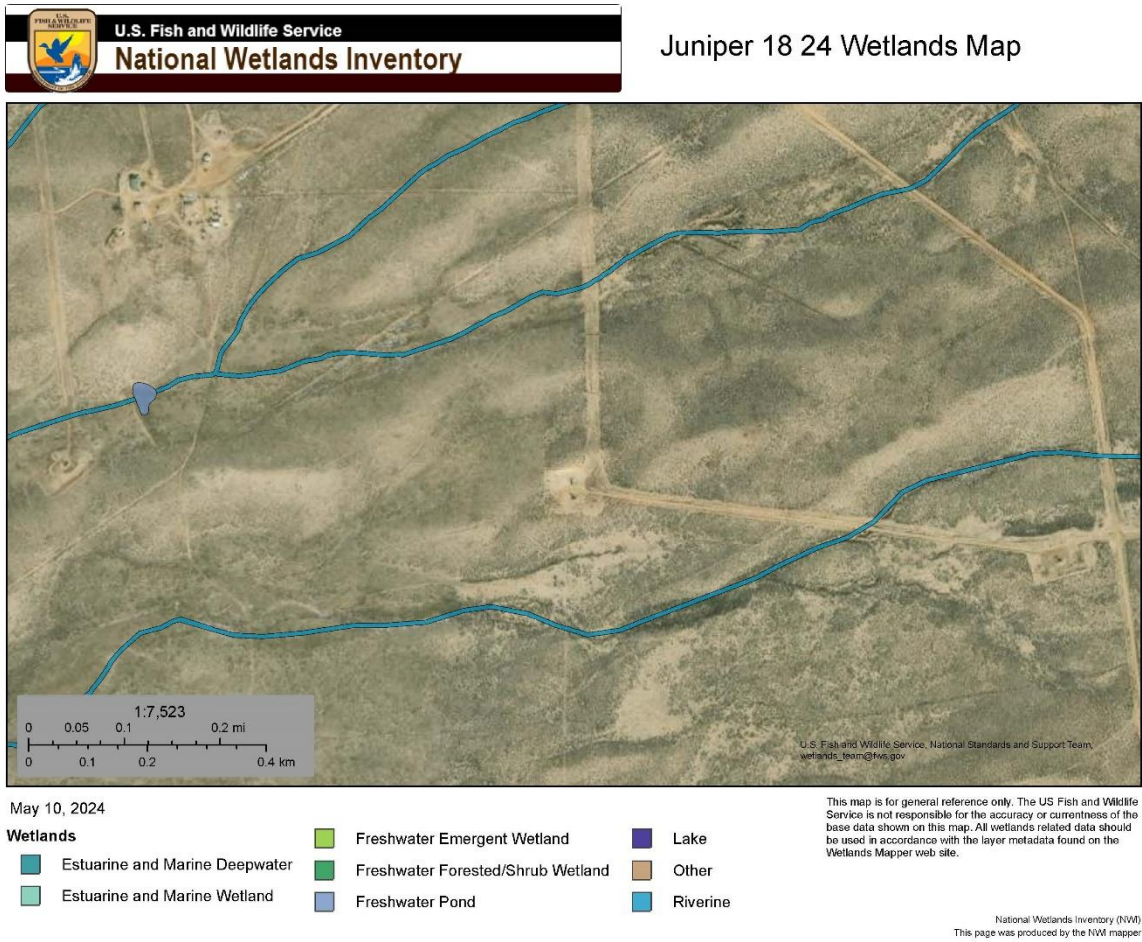 U.S.
FISH & WILDLIFE
SERVICE
U.S. Fish and Wildlife Service
National Wetlands Inventory
Juniper 18 24 Wetlands Map
1:7,523
0 0.05 0.1 0.2 mi
0 0.1 0.2 0.4 km
U.S. Fish and Wildlife Service, National Standards and Support Team,
wetlands_team@fws.gov
May 10, 2024
Wetlands
Estuarine and Marine Deepwater
Estuarine and Marine Wetland
Freshwater Emergent Wetland
Freshwater Forested/Shrub Wetland
Freshwater Pond
Lake
Other
Riverine
This map is for general reference only. The US Fish and Wildlife
Service is not responsible for the accuracy or currentness of the
base data shown on this map. All wetlands related data should
be used in accordance with the layer metadata found on the
Wetlands Mapper web site.
National Wetlands Inventory (NWI)
This page was produced by the NWI mapper